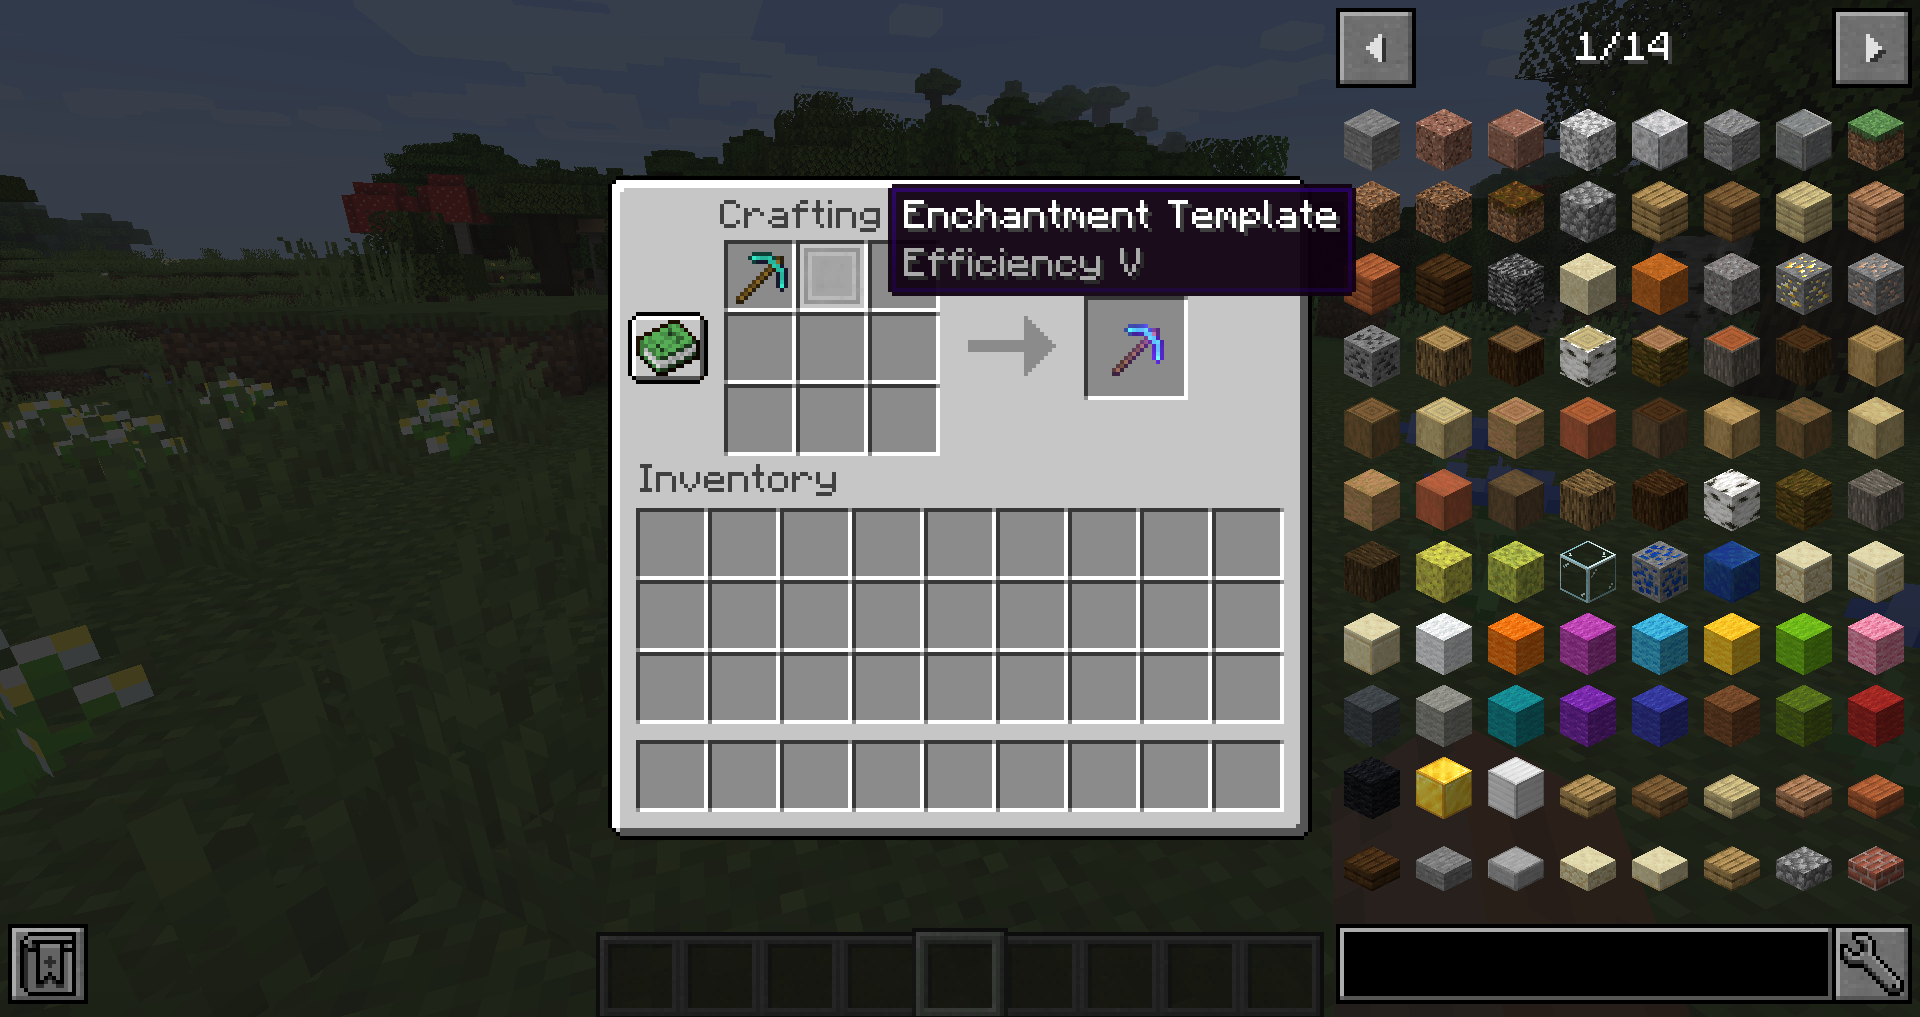 1/14
Crafting
Enchantment Template
Efficiency V
Inventory